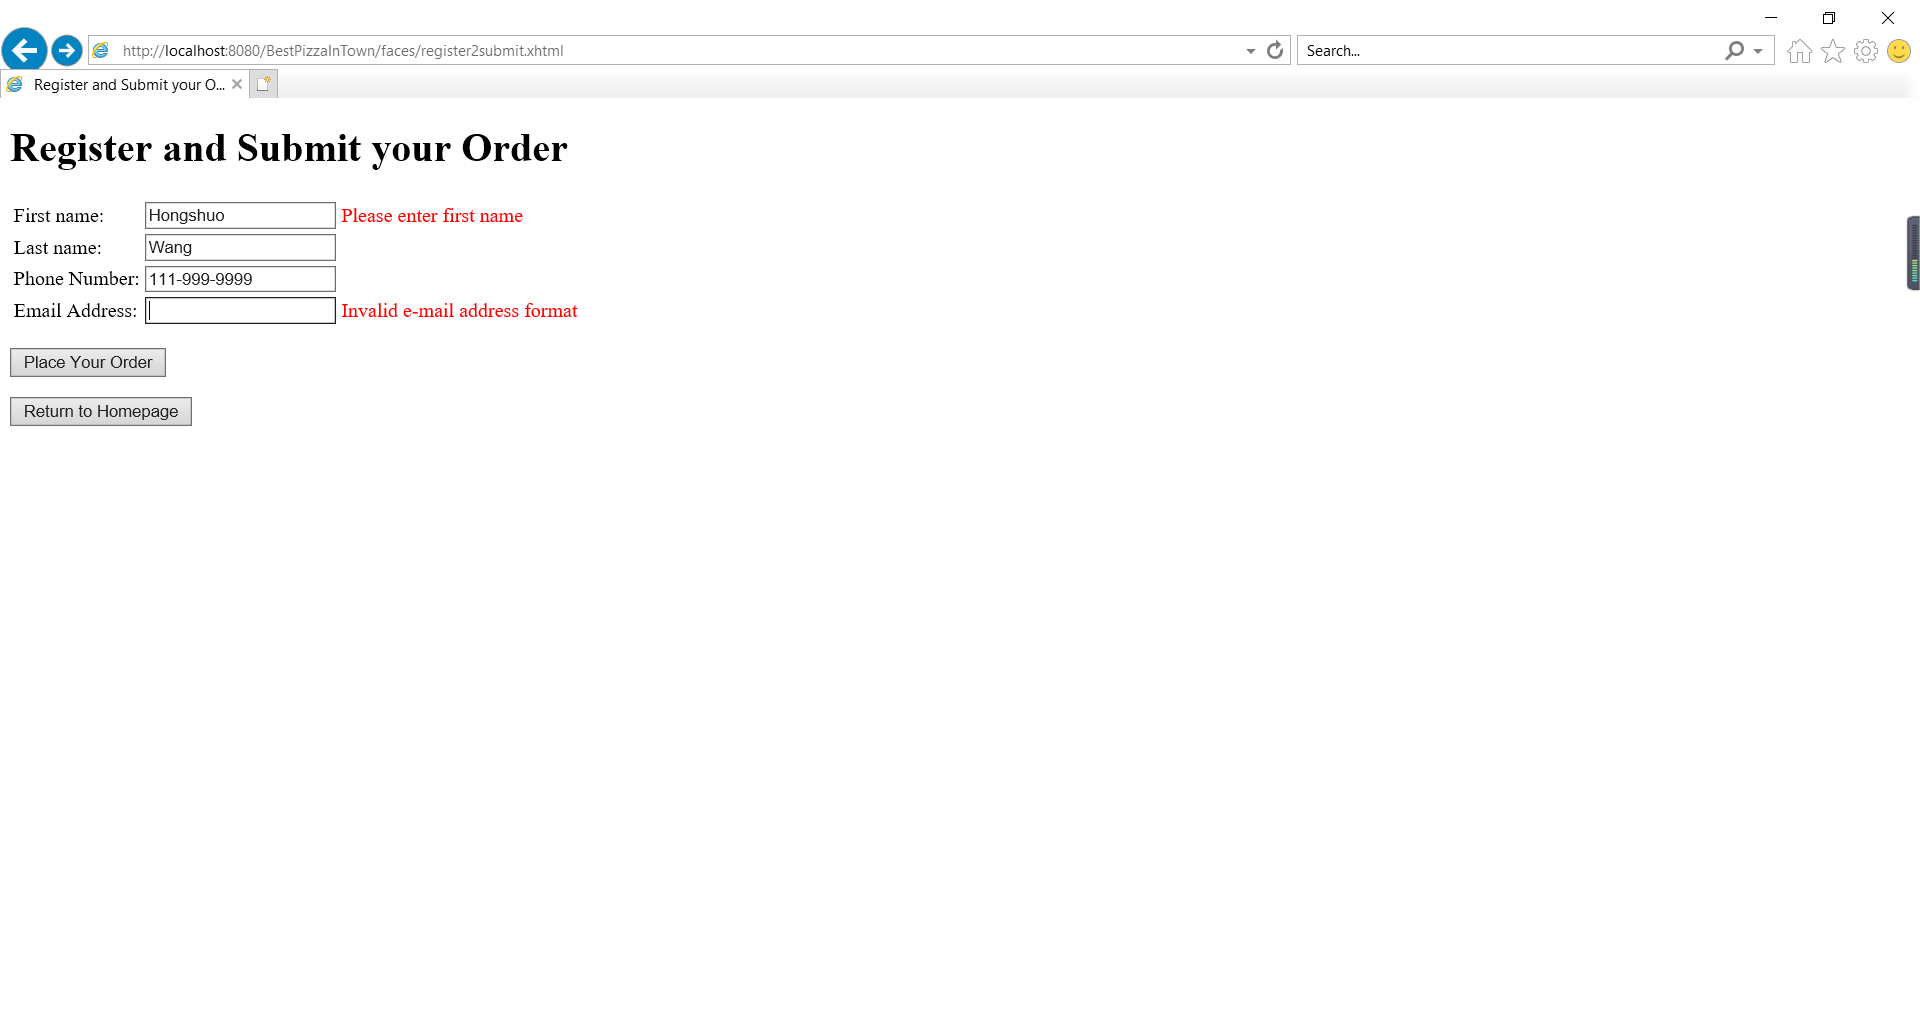 http://localhost:8080/BestPizzaInTown/faces/register2submit.xhtml
Search...
Register and Submit your O...
Register and Submit your Order
First name: Hongshuo Please enter first name
Last name: Wang
Phone Number: 111-999-9999
Email Address: Invalid e-mail address format
Place Your Order
Return to Homepage